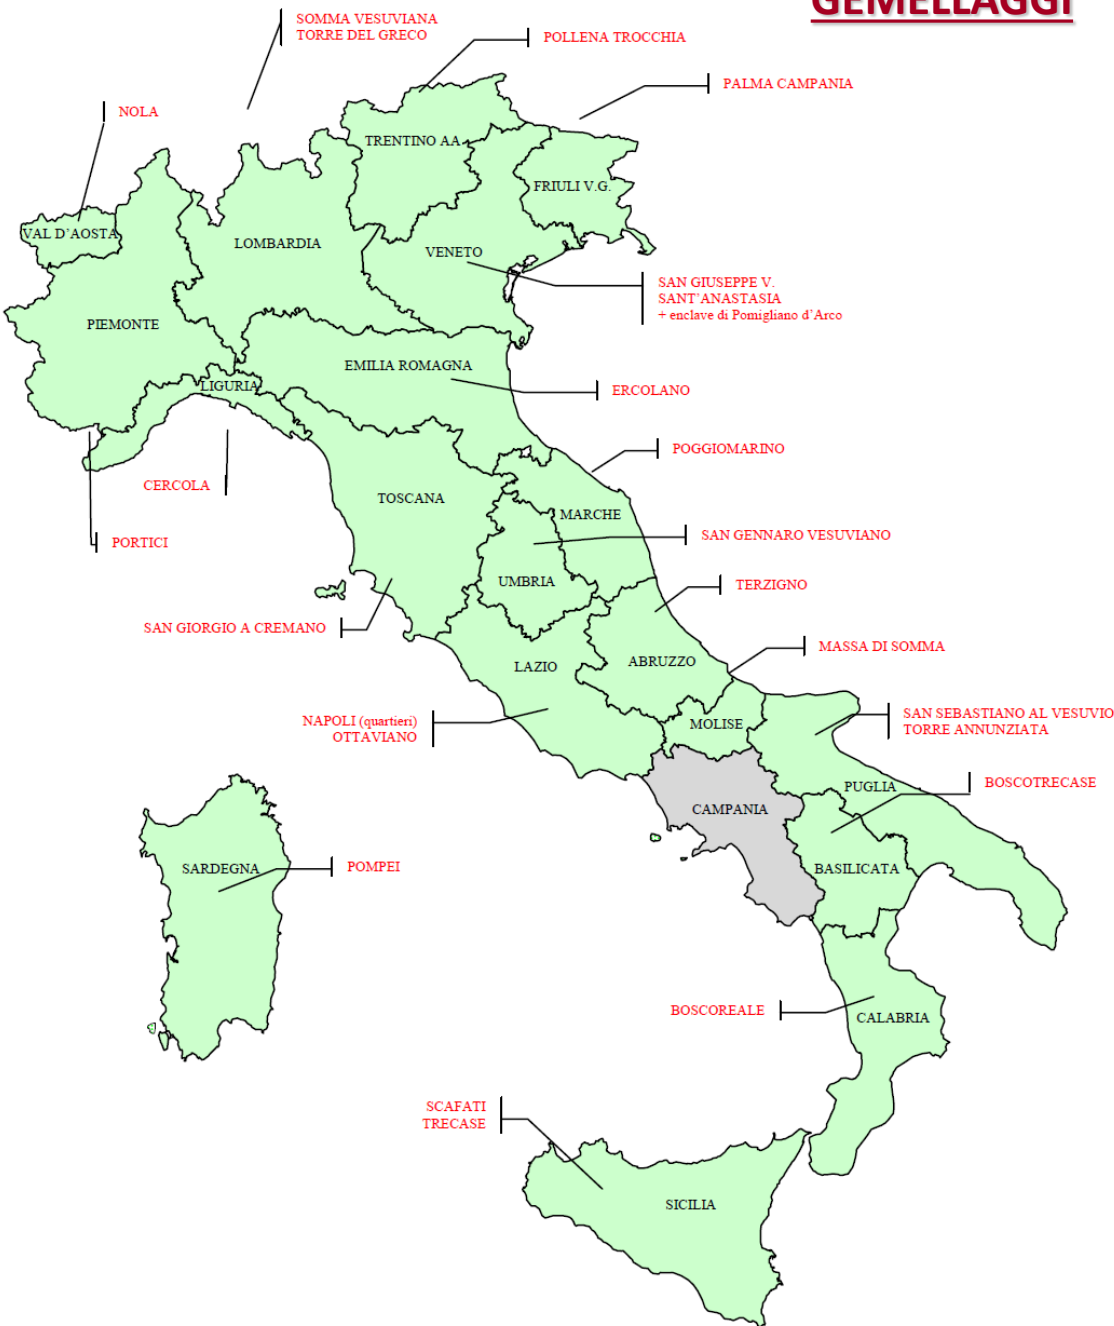 GEMELLAGGI
SOMMA VESUVIANA
TORRE DEL GRECO
POLLENA TROCCHIA
PALMA CAMPANIA
NOLA
TRENTINO AA.
FRIULI V.G.
VAL D'AOSTA
LOMBARDIA
VENETO
SAN GIUSEPPE V.
SANT'ANASTASIA
+ enclave di Pomigliano d'Arco
PIEMONTE
EMILIA ROMAGNA
LIGURIA
ERCOLANO
POGGIOMARINO
CERCOLA
TOSCANA
MARCHE
SAN GENNARO VESUVIANO
PORTICI
UMBRIA
TERZIGNO
SAN GIORGIO A CREMANO
MASSA DI SOMMA
LAZIO
ABRUZZO
NAPOLI (quartieri)
OTTAVIANO
MOLISE
SAN SEBASTIANO AL VESUVIO
TORRE ANNUNZIATA
BOSCOTRECASE
PUGLIA
CAMPANIA
SARDEGNA
POMPEI
BASILICATA
BOSCOREALE
CALABRIA
SCAFATI
TRECASE
SICILIA